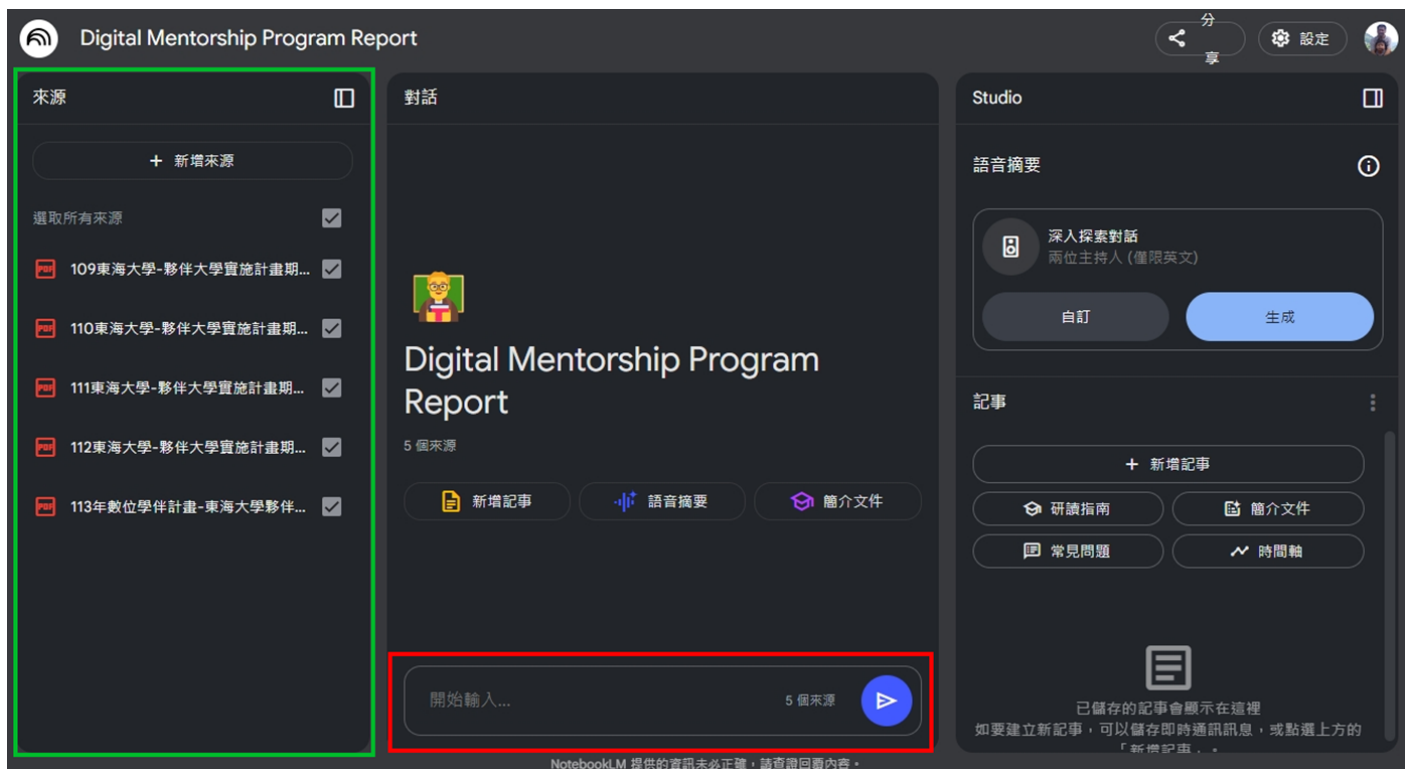 Digital Mentorship Program Report
分享
設定
來源
新增來源
選取所有來源
109東海大學-夥伴大學實施計畫期...
110東海大學-夥伴大學實施計畫期...
111東海大學-夥伴大學實施計畫期...
112東海大學-夥伴大學實施計畫期...
113年數位學伴計畫-東海大學夥伴...
對話
Digital Mentorship Program
Report
5 個來源
新增記事
語音摘要
簡介文件
開始輸入...
5 個來源
NotebookLM 提供的資訊未必正確，請查證回覆內容。
Studio
語音摘要
深入探索對話
兩位主持人 (僅限英文)
自訂
生成
記事
新增記事
研讀指南
簡介文件
常見問題
時間軸
已儲存的記事會顯示在這裡
如要建立新記事，可以儲存即時通訊訊息，或點選上方的
「新增記事」。